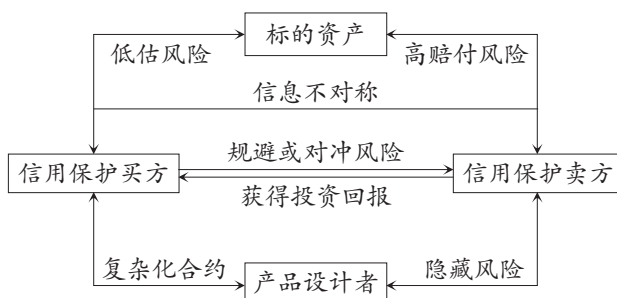 标的资产
低估风险
高赔付风险
信息不对称
规避或对冲风险
信用保护买方
信用保护卖方
获得投资回报
复杂化合约
隐藏风险
产品设计者